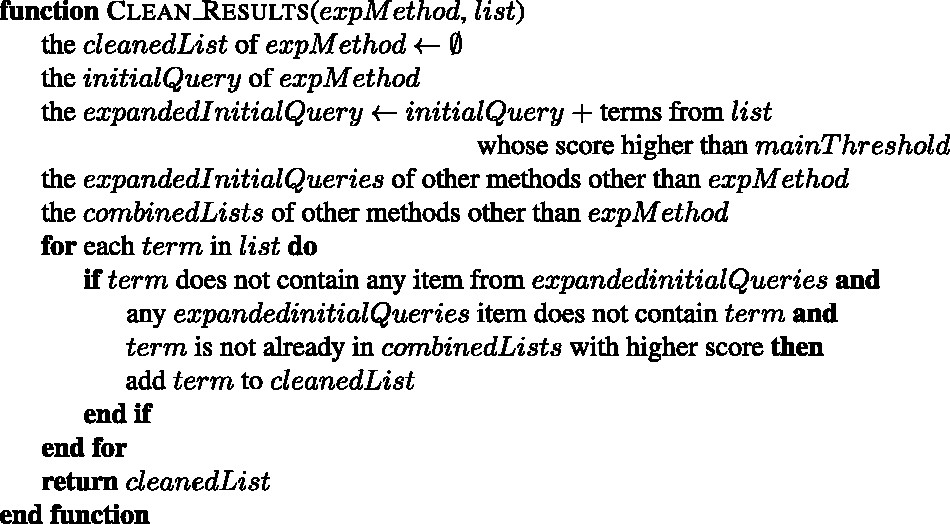 function CLEAN_RESULTS(expMethod, list)
the cleanedList of expMethod ← ∅
the initialQuery of expMethod
the expandedInitialQuery ← initialQuery + terms from list
whose score higher than mainThreshold
the expandedInitialQueries of other methods other than expMethod
the combinedLists of other methods other than expMethod
for each term in list do
if term does not contain any item from expandedinitialQueries and
any expandedinitialQueries item does not contain term and
term is not already in combinedLists with higher score then
add term to cleanedList
end if
end for
return cleanedList
end function